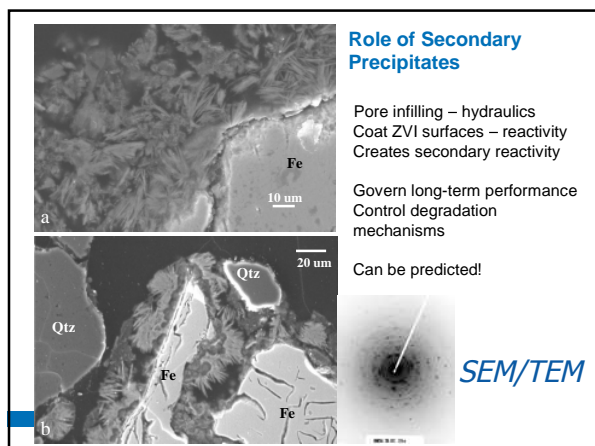 Role of Secondary
Precipitates
Pore infilling – hydraulics
Coat ZVI surfaces – reactivity
Creates secondary reactivity
Govern long-term performance
Control degradation
mechanisms
Can be predicted!
SEM/TEM
Fe
10 um
a
20 um
Qtz
Qtz
Fe
Fe
b